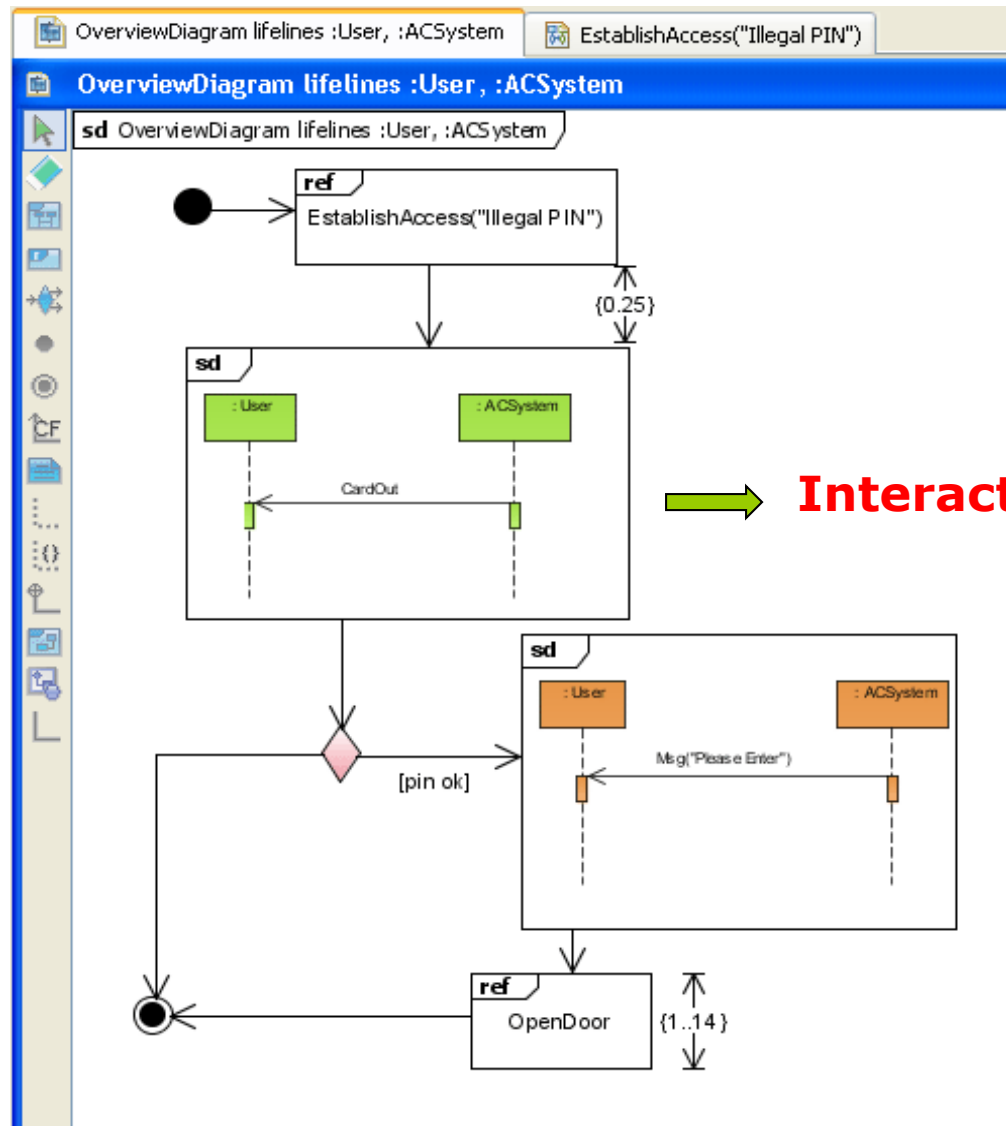 OverviewDiagram lifelines :User, :ACSystem
EstablishAccess("Illegal PIN")
OverviewDiagram lifelines :User, :ACSystem
sd OverviewDiagram lifelines :User, :ACSystem
ref
EstablishAccess("Illegal PIN")
{0.25}
sd
: User
: ACSystem
CardOut
Interact
CF
{}
sd
: User
: ACSystem
Msg("Please Enter")
[pin ok]
ref
OpenDoor
{1..14}